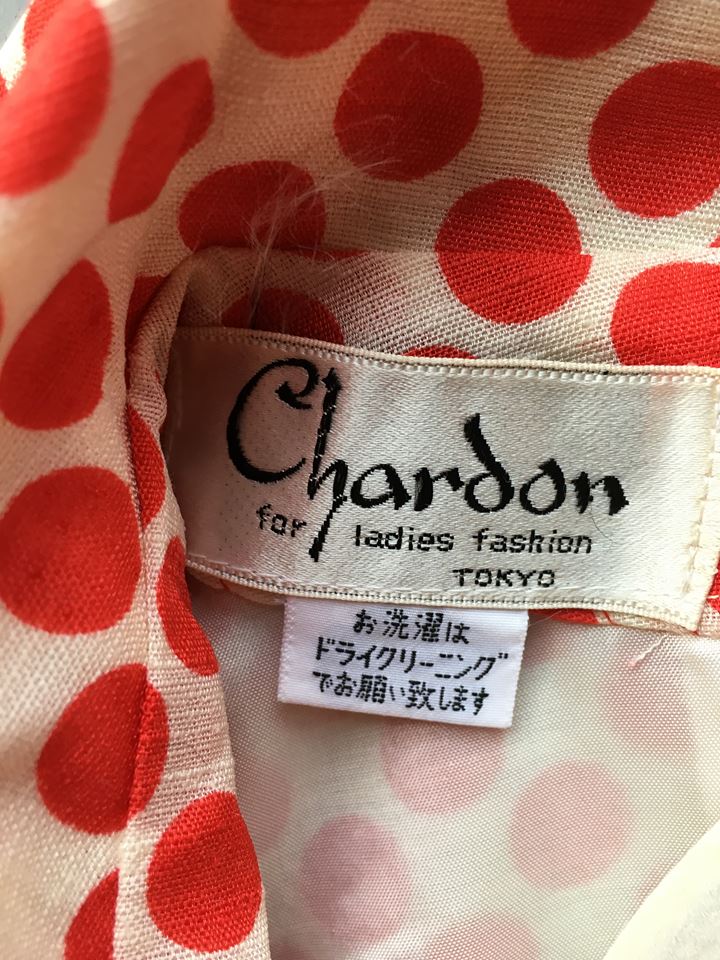 Chardon
for ladies fashion
TOKYO
お洗濯は
ドライクリーニング
でお願い致します